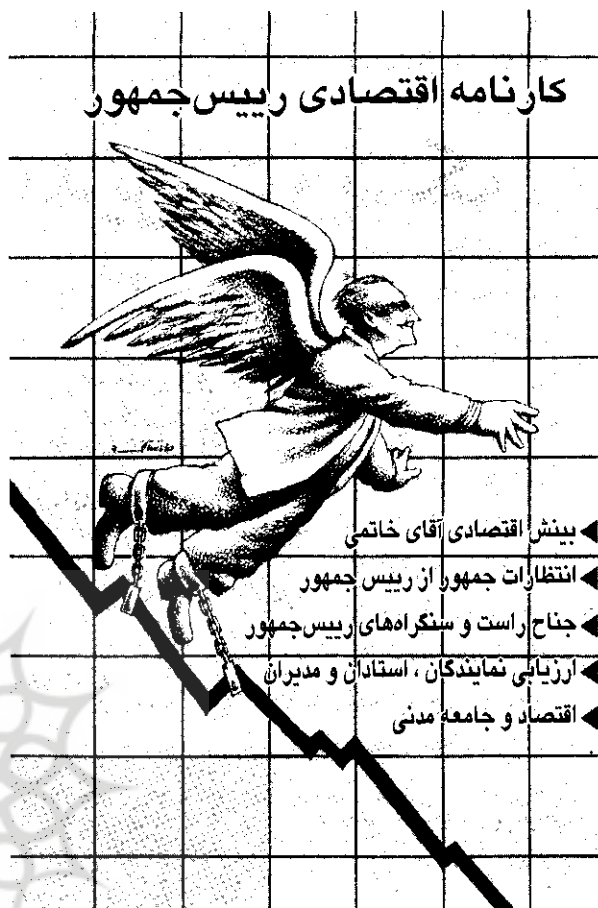 کارنامه اقتصادی رییس‌جمهور
بینش اقتصادی آقای خاتمی
انتظارات جمهور از رییس جمهور
جناح راست و سنگراه‌های رییس‌جمهور
ارزیابی نمایندگان ، استادان و مدیران
اقتصاد و جامعه مدنی